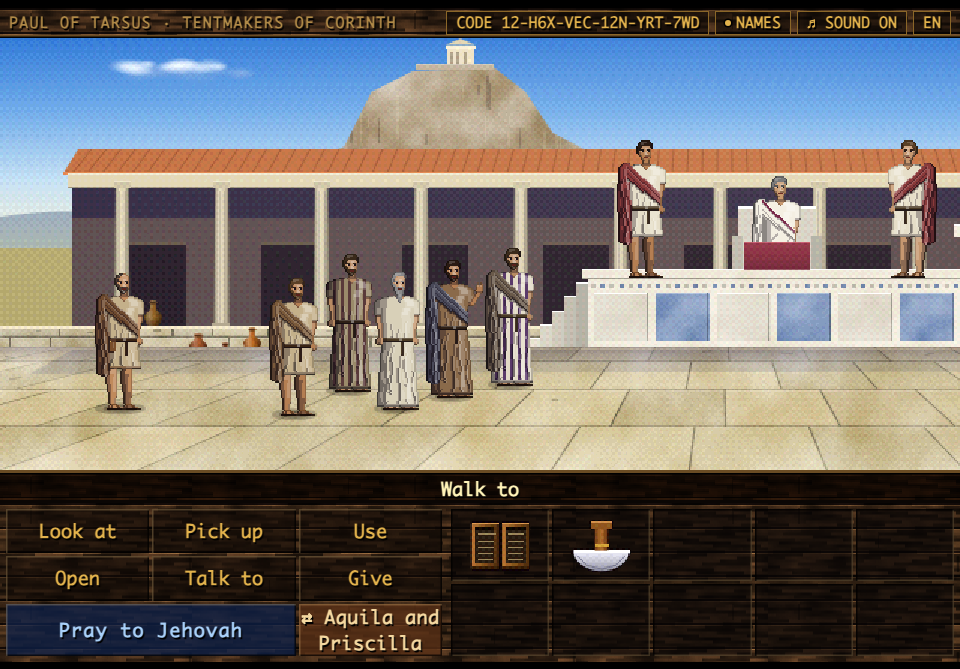 PAUL OF TARSUS · TENTMAKERS OF CORINTH
CODE 12-H6X-VEC-12N-YRT-7WD
• NAMES
♬ SOUND ON
EN
Walk to
Look at
Pick up
Use
Open
Talk to
Give
Pray to Jehovah
⇄ Aquila and
Priscilla